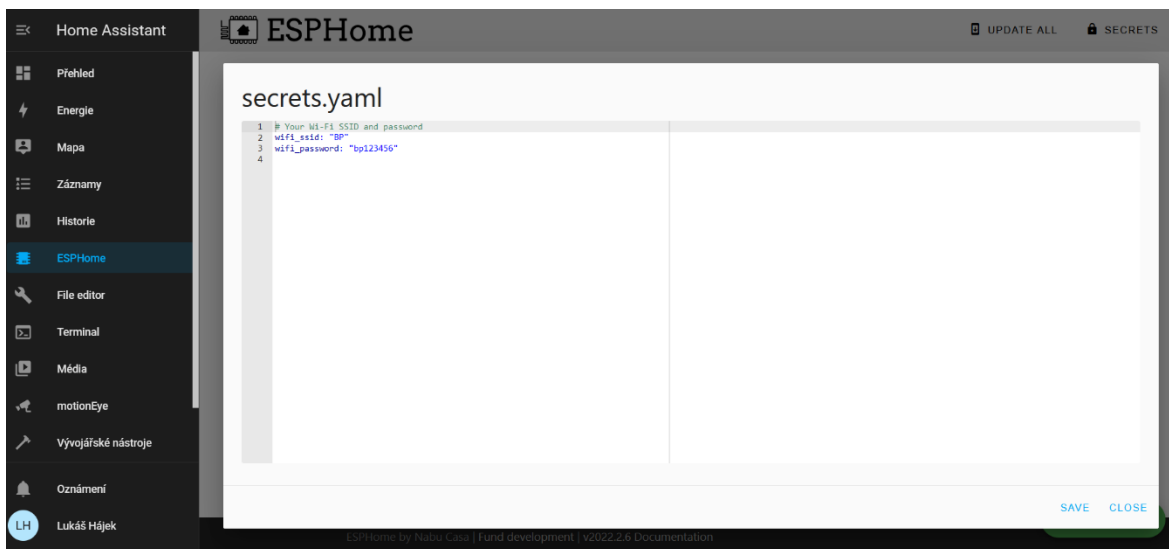 Home Assistant
ESPHome
UPDATE ALL
SECRETS
Přehled
Energie
Mapa
Záznamy
Historie
ESPHome
File editor
Terminal
Média
motionEye
Vývojářské nástroje
Oznámení
LH Lukáš Hájek
secrets.yaml
1 # Your Wi-Fi SSID and password
2 wifi_ssid: "BP"
3 wifi_password: "bp123456"
4
SAVE CLOSE
ESPHome by Nabu Casa | Fund development | v2022.2.6 Documentation